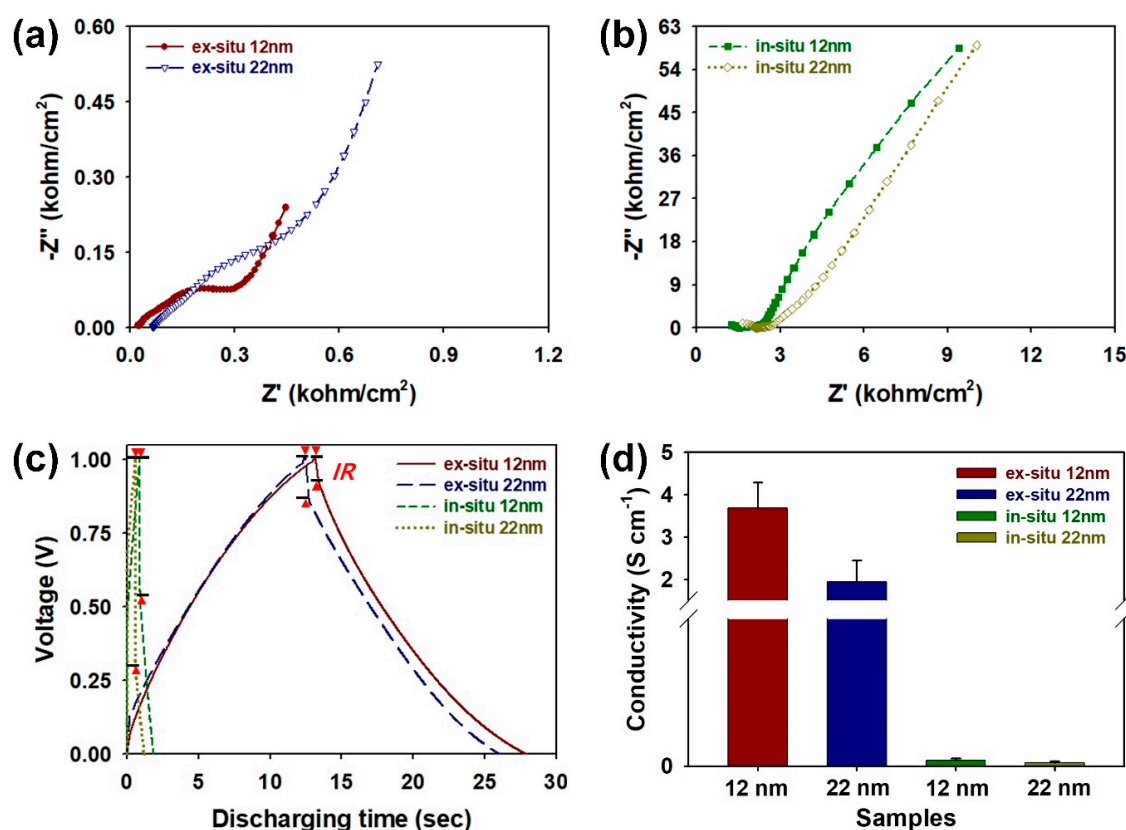 (a)
ex-situ 12nm
ex-situ 22nm
0.60
0.45
0.30
0.15
0.00
-Z'' (kohm/cm²)
0.0 0.3 0.6 0.9 1.2
Z' (kohm/cm²)
(b)
in-situ 12nm
in-situ 22nm
63
54
45
36
27
18
9
0
-Z'' (kohm/cm²)
0 3 6 9 12 15
Z' (kohm/cm²)
(c)
IR
ex-situ 12nm
ex-situ 22nm
in-situ 12nm
in-situ 22nm
1.00
0.75
0.50
0.25
0.00
Voltage (V)
0 5 10 15 20 25 30
Discharging time (sec)
(d)
ex-situ 12nm
ex-situ 22nm
in-situ 12nm
in-situ 22nm
5
4
3
2
0
Conductivity (S cm⁻¹)
12 nm 22 nm 12 nm 22 nm
Samples